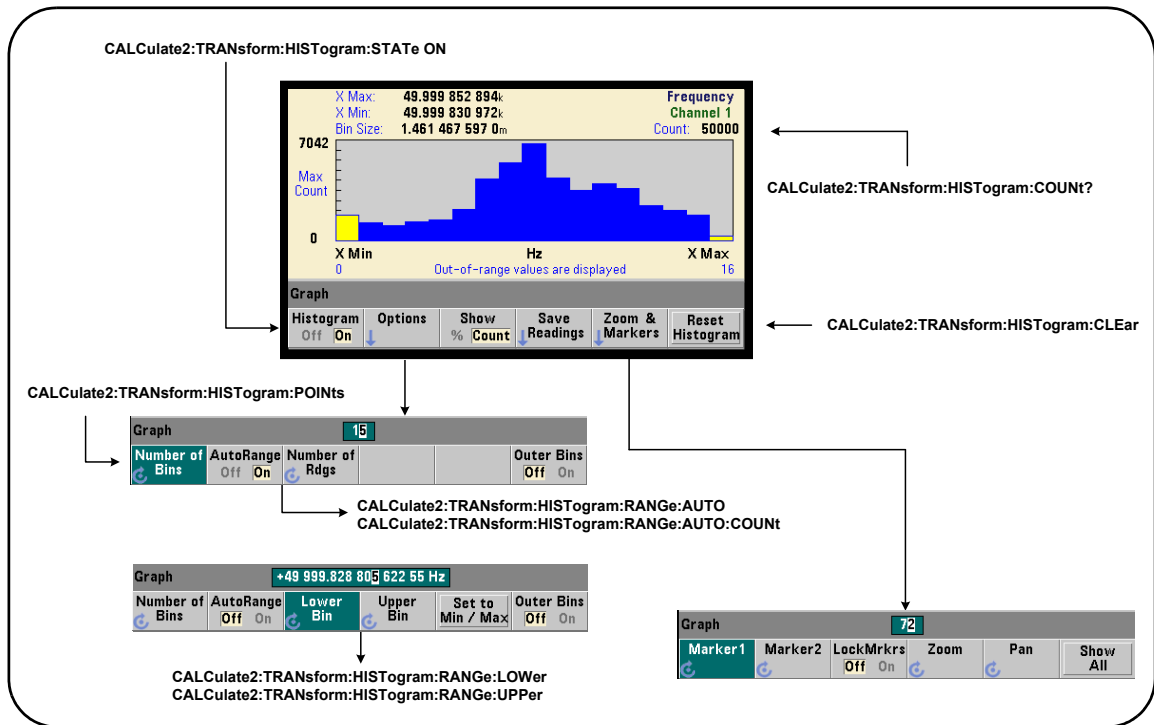 CALCulate2:TRANsform:HISTogram:STATe ON
X Max: 49.999 852 894k
Frequency
X Min: 49.999 830 972k
Channel 1
Bin Size: 1.461 467 597 0m
Count: 50000
7042
Max
Count
0
X Min
Hz
X Max
0
Out-of-range values are displayed
16
Graph
Histogram
Off On
Options
Show
% Count
Save
Readings
Zoom &
Markers
Reset
Histogram
CALCulate2:TRANsform:HISTogram:COUNt?
CALCulate2:TRANsform:HISTogram:CLEar
CALCulate2:TRANsform:HISTogram:POINts
Graph
15
Number of
Bins
AutoRange
Off On
Number of
Rdgs
Outer Bins
Off On
CALCulate2:TRANsform:HISTogram:RANGe:AUTO
CALCulate2:TRANsform:HISTogram:RANGe:AUTO:COUNt
Graph
+49 999.828 805 622 55 Hz
Number of
Bins
AutoRange
Off On
Lower
Bin
Upper
Bin
Set to
Min / Max
Outer Bins
Off On
CALCulate2:TRANsform:HISTogram:RANGe:LOWer
CALCulate2:TRANsform:HISTogram:RANGe:UPPer
Graph
72
Marker1
Marker2
LockMrkrs
Off On
Zoom
Pan
Show
All